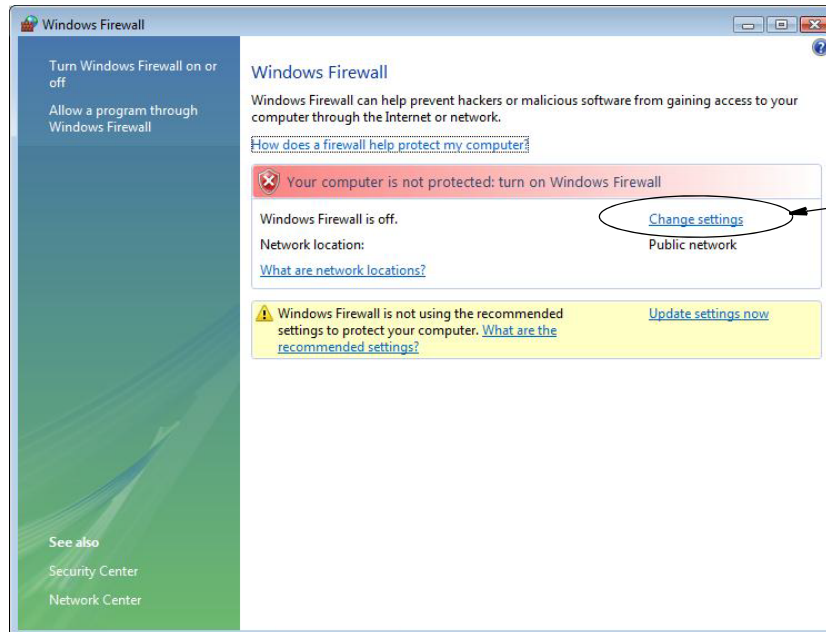 Windows Firewall
Turn Windows Firewall on or
off
Allow a program through
Windows Firewall
Windows Firewall
Windows Firewall can help prevent hackers or malicious software from gaining access to your
computer through the Internet or network.
How does a firewall help protect my computer?
Your computer is not protected: turn on Windows Firewall
Windows Firewall is off.
Change settings
Network location:
Public network
What are network locations?
Windows Firewall is not using the recommended
settings to protect your computer. What are the
recommended settings?
Update settings now
See also
Security Center
Network Center